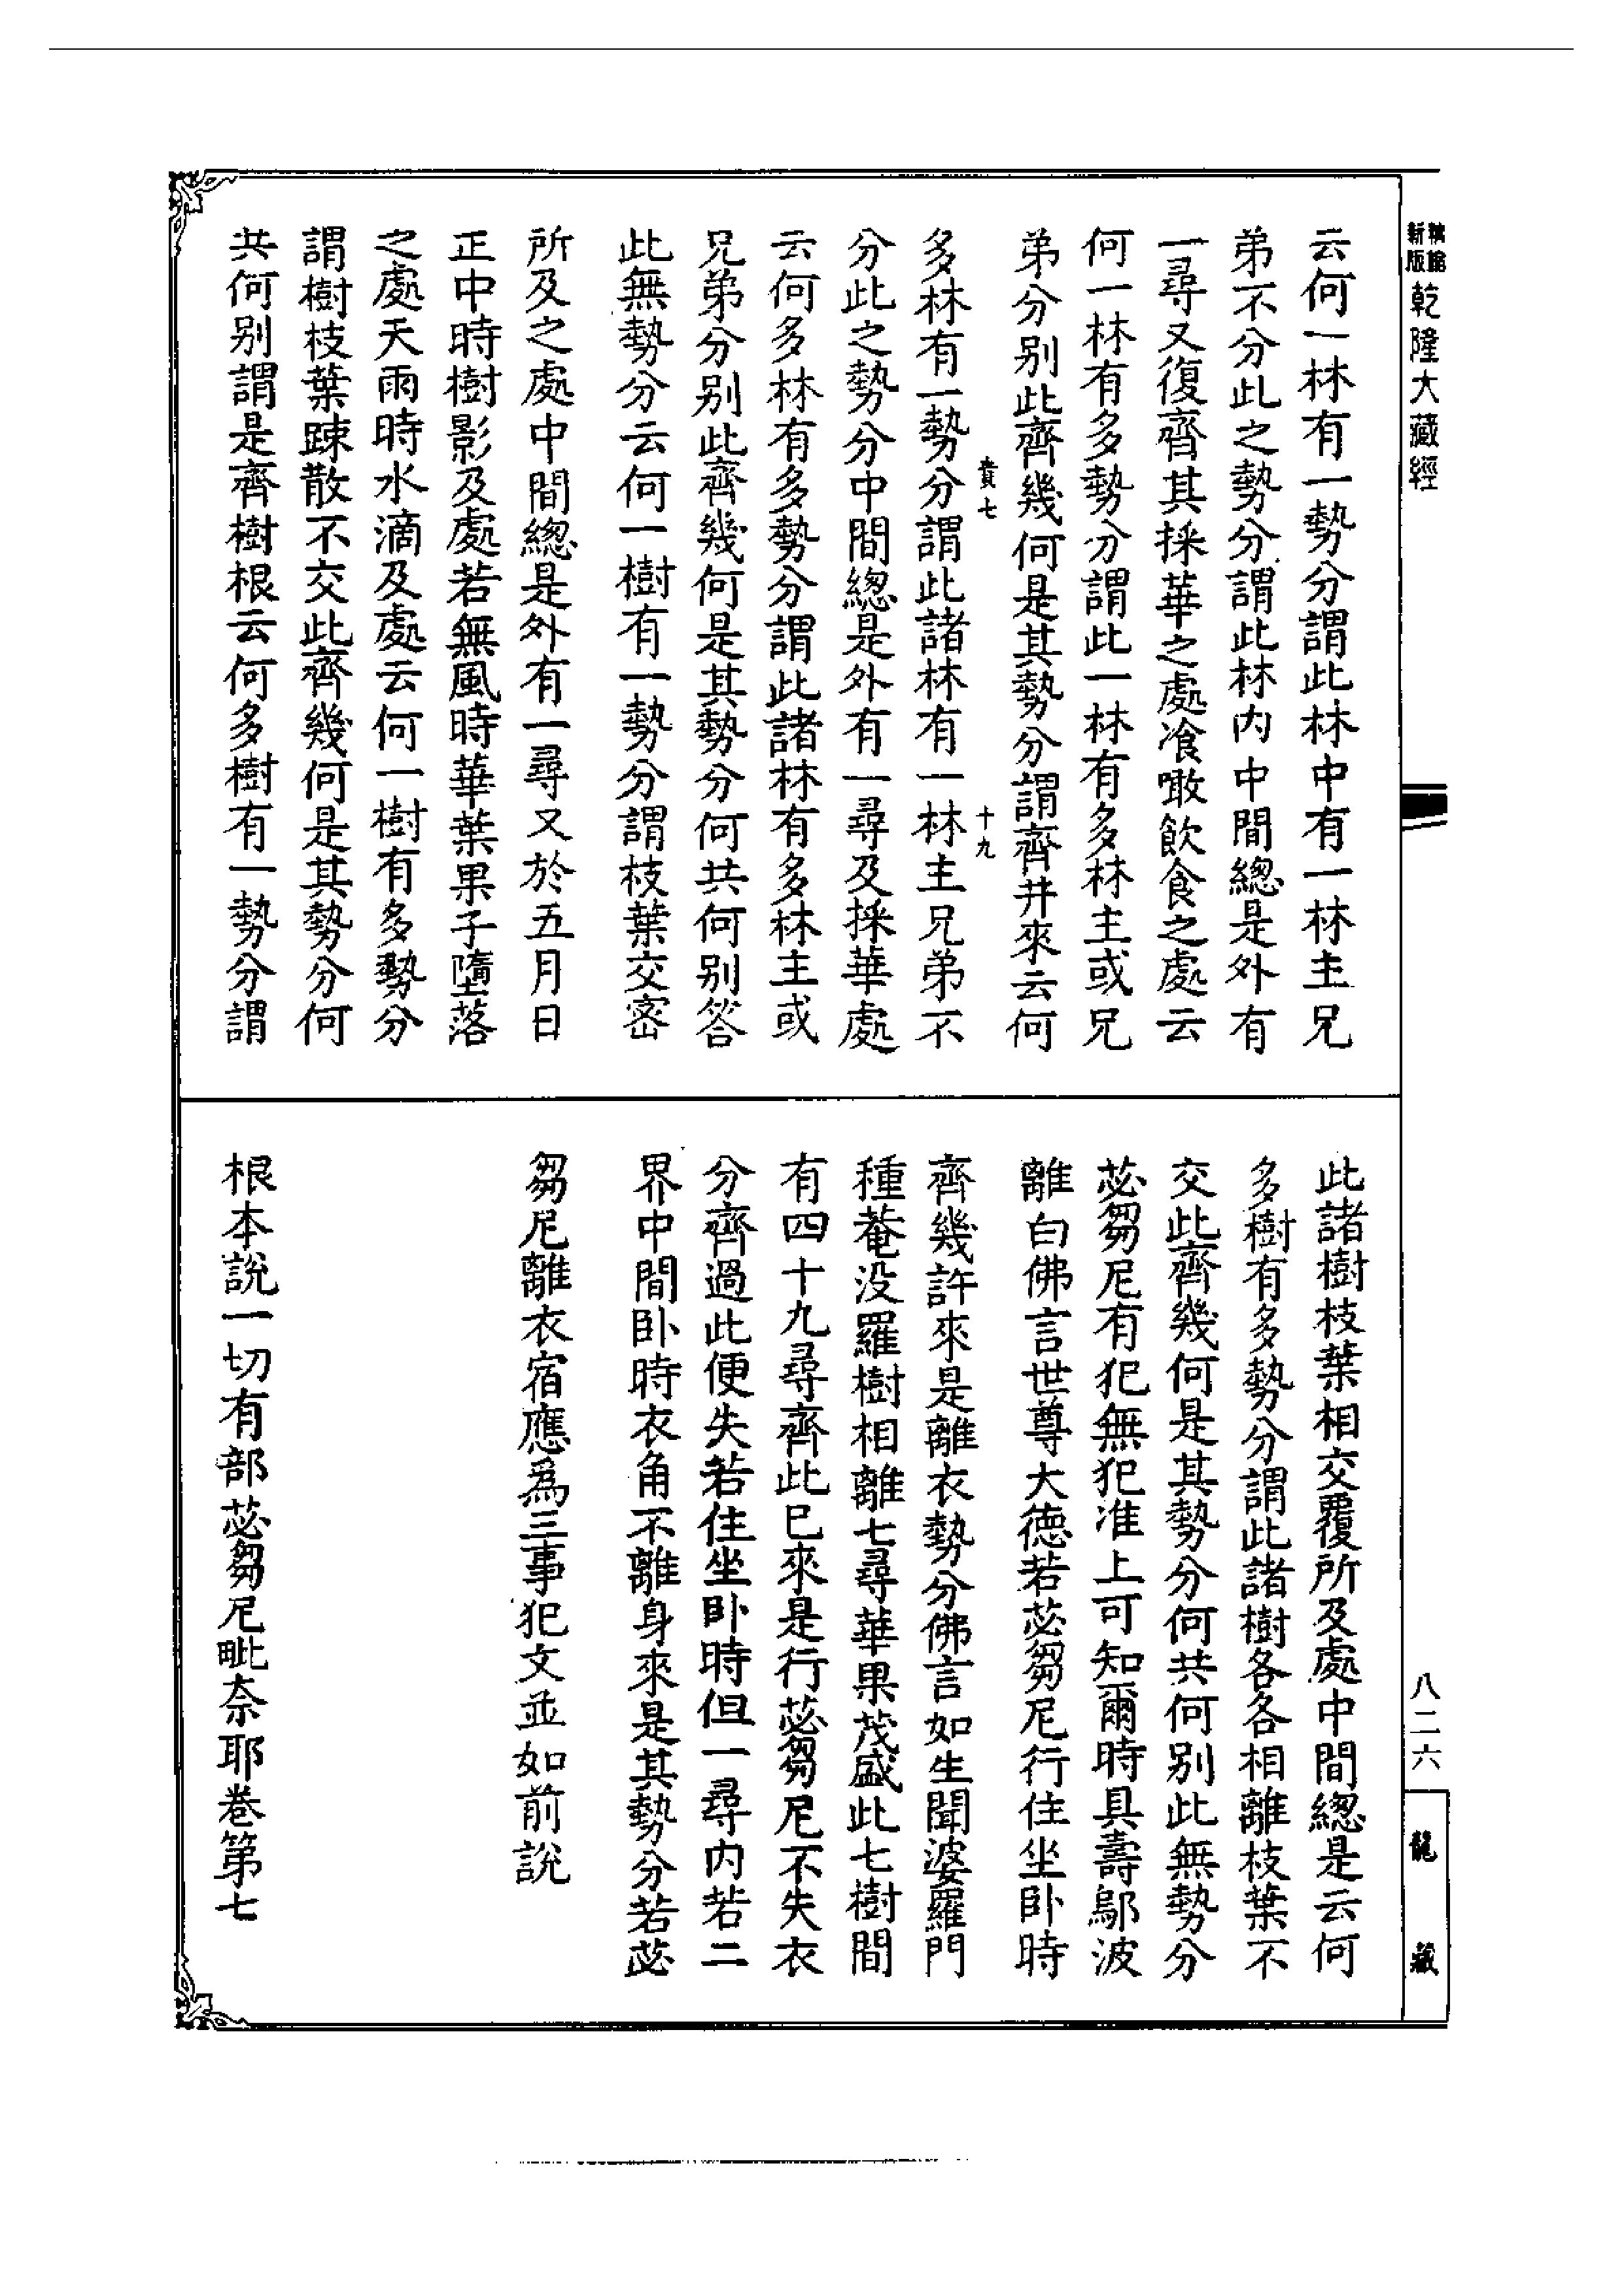 新版
乾隆大藏經
八二六
龍藏
云何一林有一勢分謂此林中有一林主兄
弟不分此之勢分謂此林内中間總是外有
一尋又復齊其採華之處飡噉飲食之處云
何一林有多勢分謂此一林有多林主或兄
弟分别此齊幾何是其勢分謂齊井來云何
貴七
十九
多林有一勢分謂此諸林有一林主兄弟不
分此之勢分中間總是外有一尋及採華處
云何多林有多勢分謂此諸林有多林主或
兄弟分别此齊幾何是其勢分何共何别答
此無勢分云何一樹有一勢分謂枝葉交密
所及之處中間總是外有一尋又於五月日
正中時樹影及處若無風時華葉果子墮落
之處天雨時水滴及處云何一樹有多勢分
謂樹枝葉踈散不交此齊幾何是其勢分何
共何别謂是齊樹根云何多樹有一勢分謂
此諸樹枝葉相交覆所及處中間總是云何
多樹有多勢分謂此諸樹各各相離枝葉不
交此齊幾何是其勢分何共何别此無勢分
苾芻尼有犯無犯准上可知爾時具壽鄔波
離白佛言世尊大德若苾芻尼行住坐卧時
齊幾許來是離衣勢分佛言如生聞婆羅門
種菴没羅樹相離七尋華果茂盛此七樹間
有四十九尋齊此已來是行苾芻尼不失衣
分齊過此便失若住坐卧時但一尋内若二
界中間卧時衣角不離身來是其勢分若苾
芻尼離衣宿應爲三事犯文並如前説
根本説一切有部苾芻尼毗奈耶卷第七